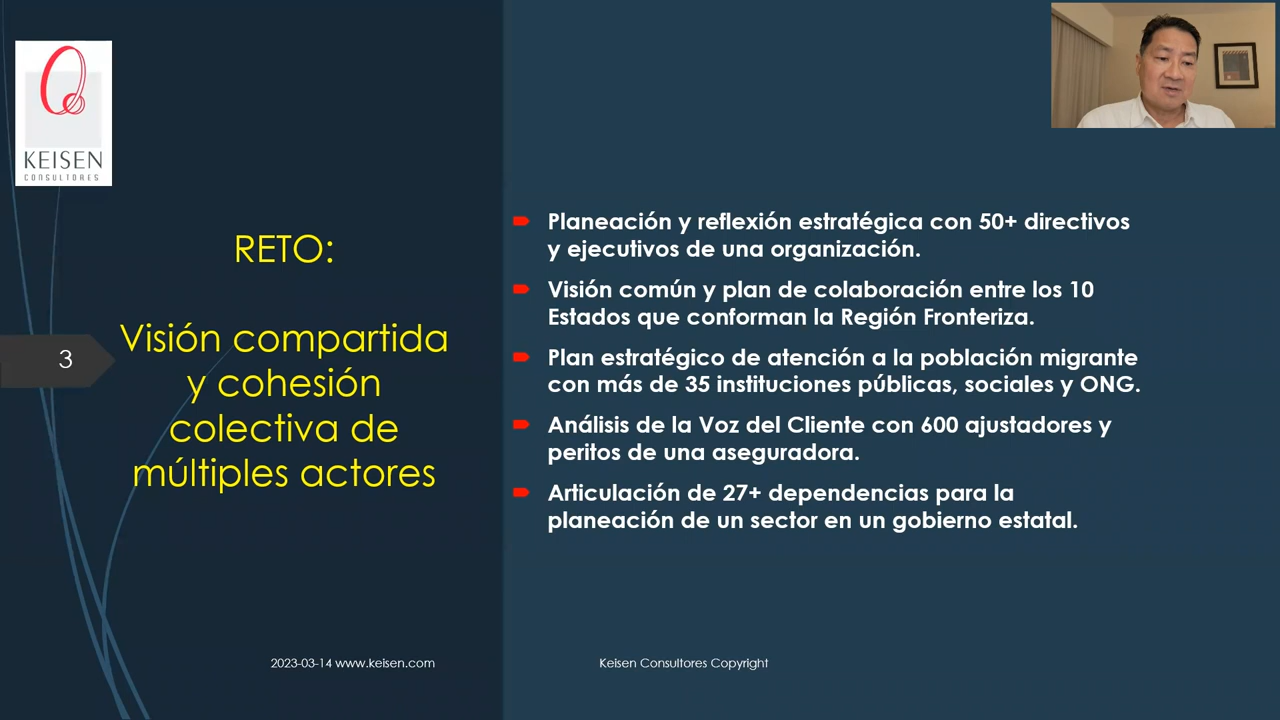 KEISEN
CONSULTORES
RETO:
Visión compartida
y cohesión
colectiva de
múltiples actores
3
Planeación y reflexión estratégica con 50+ directivos
y ejecutivos de una organización.
Visión común y plan de colaboración entre los 10
Estados que conforman la Región Fronteriza.
Plan estratégico de atención a la población migrante
con más de 35 instituciones públicas, sociales y ONG.
Análisis de la Voz del Cliente con 600 ajustadores y
peritos de una aseguradora.
Articulación de 27+ dependencias para la
planeación de un sector en un gobierno estatal.
2023-03-14 www.keisen.com
Keisen Consultores Copyright